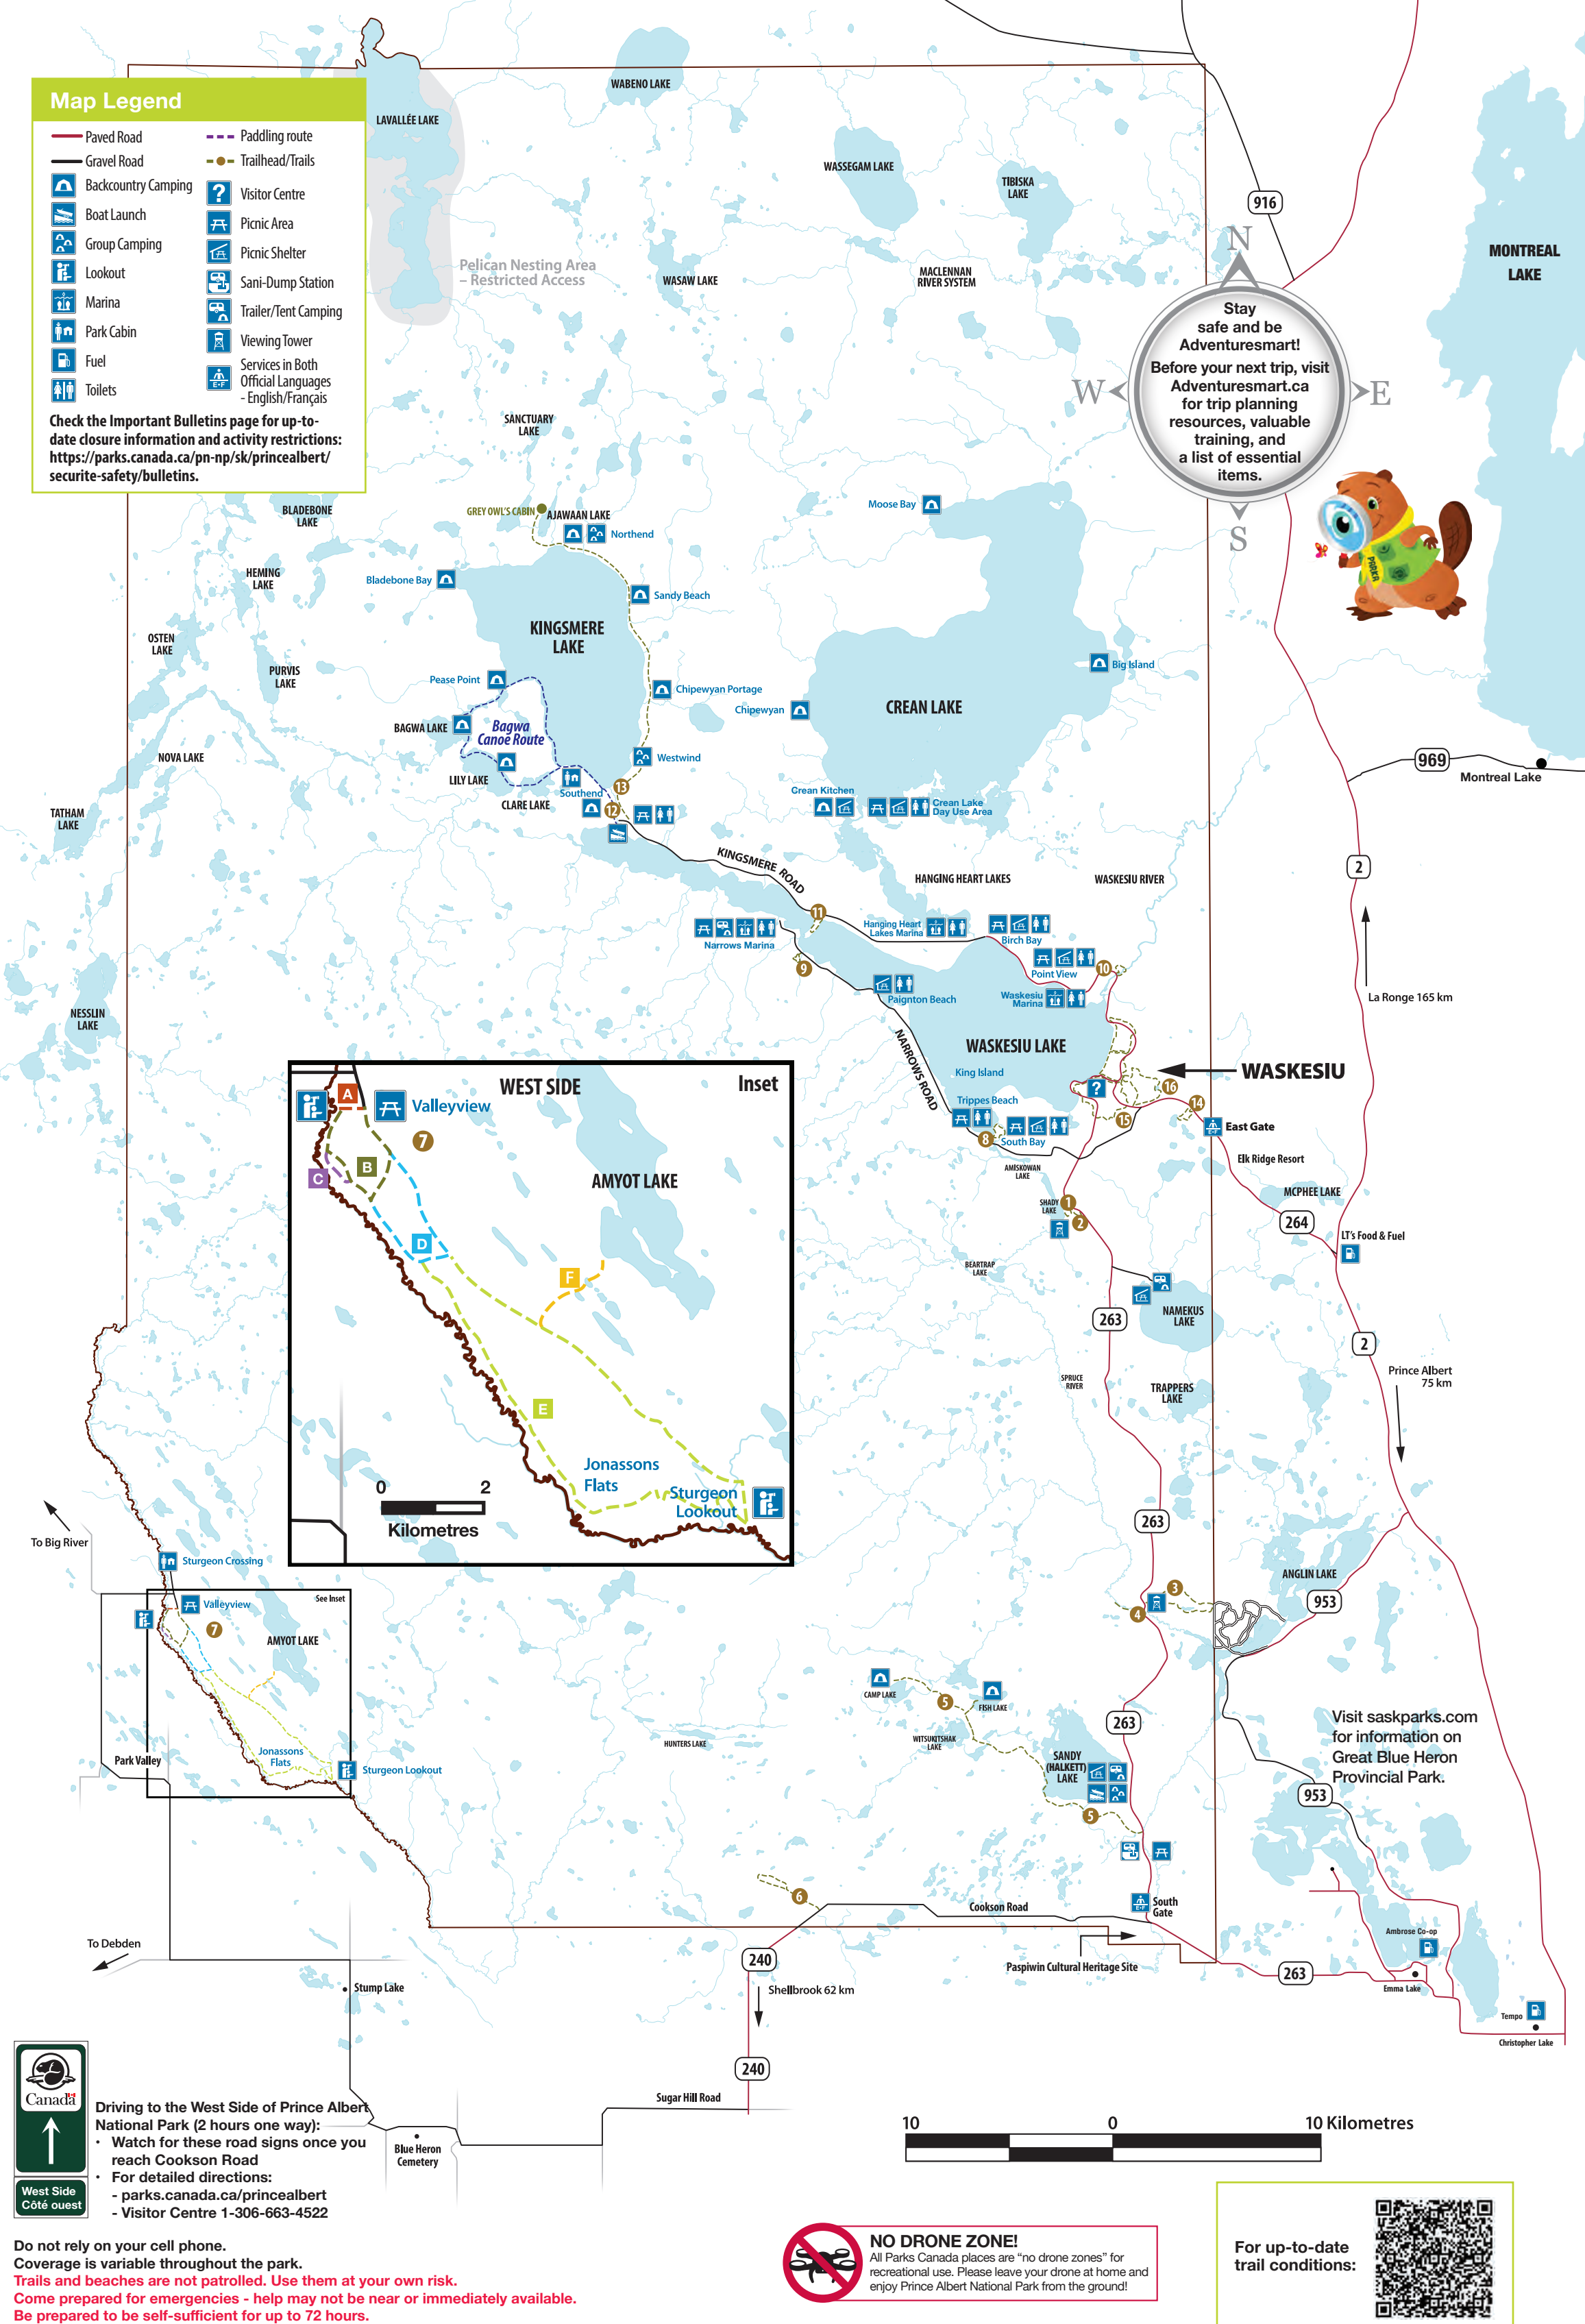 Map Legend
Paved Road
Gravel Road
Backcountry Camping
Boat Launch
Group Camping
Lookout
Marina
Park Cabin
Fuel
Toilets
Paddling route
Trailhead/Trails
Visitor Centre
Picnic Area
Picnic Shelter
Sani-Dump Station
Trailer/Tent Camping
Viewing Tower
E•F
Services in Both
Official Languages
- English/Français
Check the Important Bulletins page for up-to-
date closure information and activity restrictions:
https://parks.canada.ca/pn-np/sk/princealbert/
securite-safety/bulletins.
LAVALLÉE LAKE
WABENO LAKE
WASSEGAM LAKE
TIBISKA
LAKE
916
MONTREAL
LAKE
Pelican Nesting Area
– Restricted Access
WASAW LAKE
MACLENNAN
RIVER SYSTEM
N
W
E
S
Stay
safe and be
Adventuresmart!
Before your next trip, visit
Adventuresmart.ca
for trip planning
resources, valuable
training, and
a list of essential
items.
PARKA
SANCTUARY
LAKE
BLADEBONE
LAKE
GREY OWL'S CABIN
AJAWAAN LAKE
Northend
Moose Bay
HEMING
LAKE
Bladebone Bay
Sandy Beach
OSTEN
LAKE
KINGSMERE
LAKE
PURVIS
LAKE
Pease Point
Chipewyan Portage
Big Island
Chipewyan
CREAN LAKE
BAGWA LAKE
Bagwa
Canoe Route
NOVA LAKE
Westwind
LILY LAKE
Southend
13
CLARE LAKE
12
Crean Kitchen
Crean Lake
Day Use Area
969
Montreal Lake
TATHAM
LAKE
KINGSMERE ROAD
HANGING HEART LAKES
WASKESIU RIVER
2
11
Narrows Marina
Hanging Heart
Lakes Marina
Birch Bay
9
Point View
10
Paignton Beach
Waskesiu
Marina
La Ronge 165 km
NESSLIN
LAKE
NARROWS ROAD
WASKESIU LAKE
King Island
WASKESIU
16
Trippes Beach
14
15
8
South Bay
E•F
East Gate
AMISKOWAN
LAKE
Elk Ridge Resort
MCPHEE LAKE
SHADY
LAKE
1
2
264
LT's Food & Fuel
BEARTRAP
LAKE
263
NAMEKUS
LAKE
2
Prince Albert
75 km
SPRUCE
RIVER
TRAPPERS
LAKE
WEST SIDE
Inset
A
Valleyview
7
B
C
AMYOT LAKE
D
F
E
Jonassons
Flats
Sturgeon
Lookout
0
2
Kilometres
263
To Big River
Sturgeon Crossing
See Inset
Valleyview
7
AMYOT LAKE
Park Valley
Jonassons
Flats
Sturgeon Lookout
ANGLIN LAKE
3
4
953
CAMP LAKE
5
FISH LAKE
HUNTERS LAKE
WITSUKITSHAK
LAKE
263
SANDY
(HALKETT)
LAKE
5
Visit saskparks.com
for information on
Great Blue Heron
Provincial Park.
953
6
Cookson Road
E•F
South
Gate
Ambrose Co-op
To Debden
Stump Lake
240
Paspiwin Cultural Heritage Site
263
Emma Lake
Shellbrook 62 km
Tempo
Christopher Lake
240
Sugar Hill Road
Blue Heron
Cemetery
Canada
West Side
Côté ouest
Driving to the West Side of Prince Albert
National Park (2 hours one way):
• Watch for these road signs once you
reach Cookson Road
• For detailed directions:
- parks.canada.ca/princealbert
- Visitor Centre 1-306-663-4522
10
0
10 Kilometres
Do not rely on your cell phone.
Coverage is variable throughout the park.
Trails and beaches are not patrolled. Use them at your own risk.
Come prepared for emergencies - help may not be near or immediately available.
Be prepared to be self-sufficient for up to 72 hours.
NO DRONE ZONE!
All Parks Canada places are “no drone zones” for
recreational use. Please leave your drone at home and
enjoy Prince Albert National Park from the ground!
For up-to-date
trail conditions: